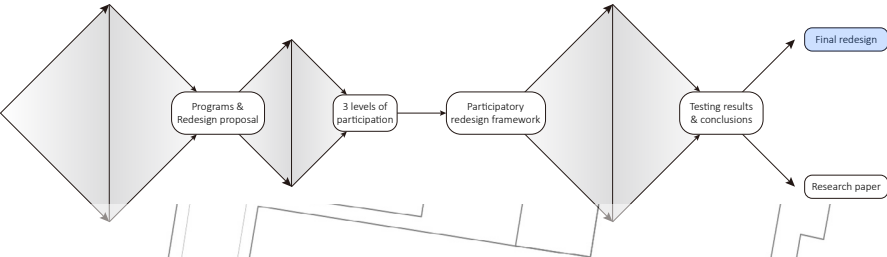 Programs &
Redesign proposal
3 levels of
participation
Participatory
redesign framework
Testing results
& conclusions
Final redesign
Research paper